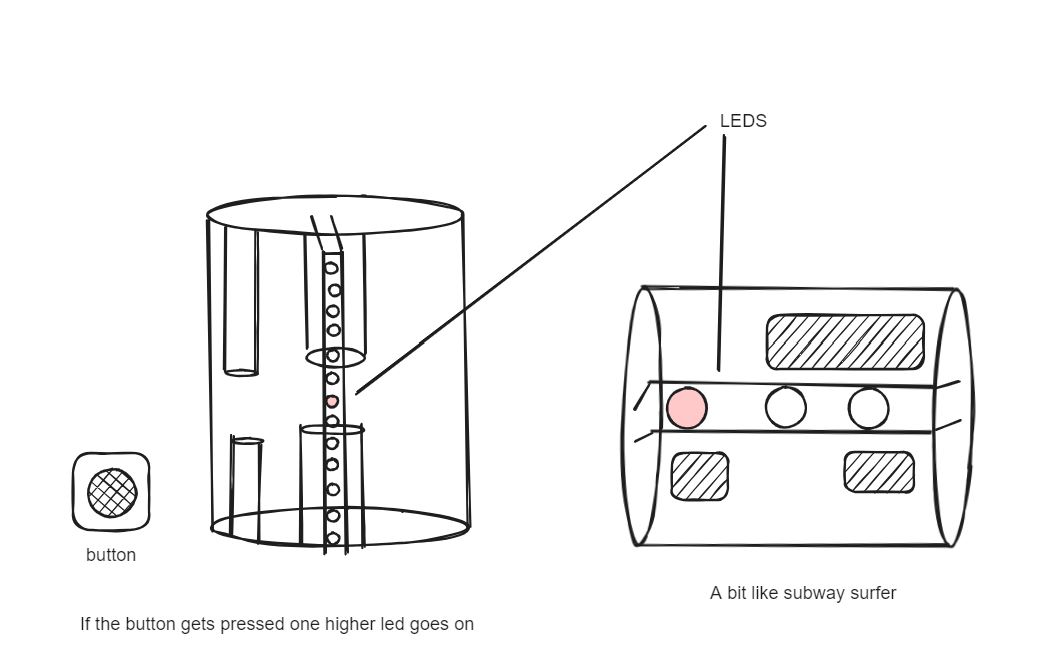 LEDS
button
A bit like subway surfer
If the button gets pressed one higher led goes on